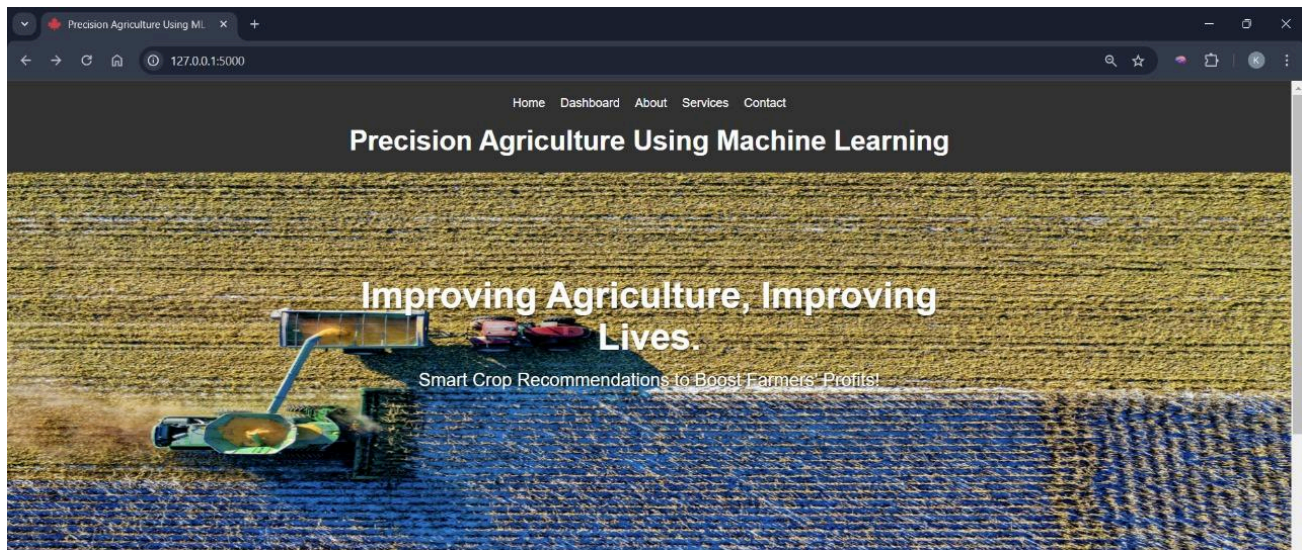 Precision Agriculture Using ML
127.0.0.1:5000
K
Home Dashboard About Services Contact
Precision Agriculture Using Machine Learning
Improving Agriculture, Improving
Lives.
Smart Crop Recommendations to Boost Farmers' Profits!